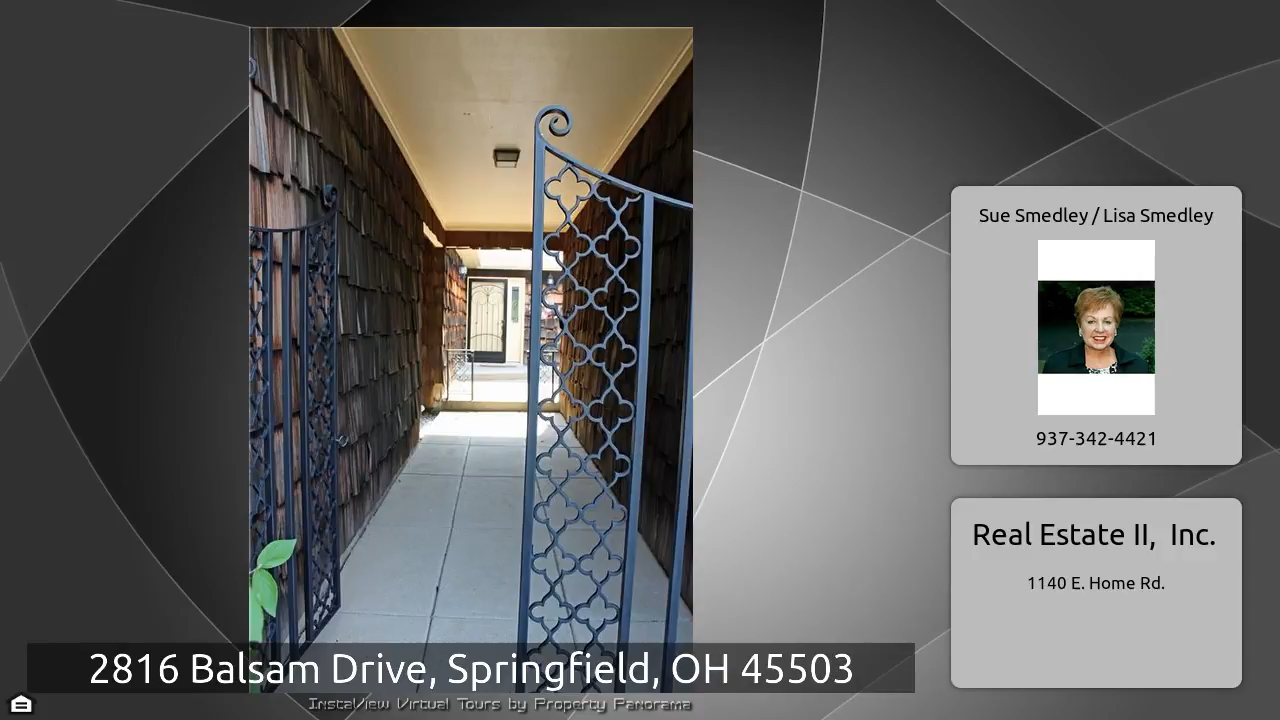 Sue Smedley / Lisa Smedley
937-342-4421
Real Estate II, Inc.
1140 E. Home Rd.
2816 Balsam Drive, Springfield, OH 45503
InstaView Virtual Tours by Property Panorama